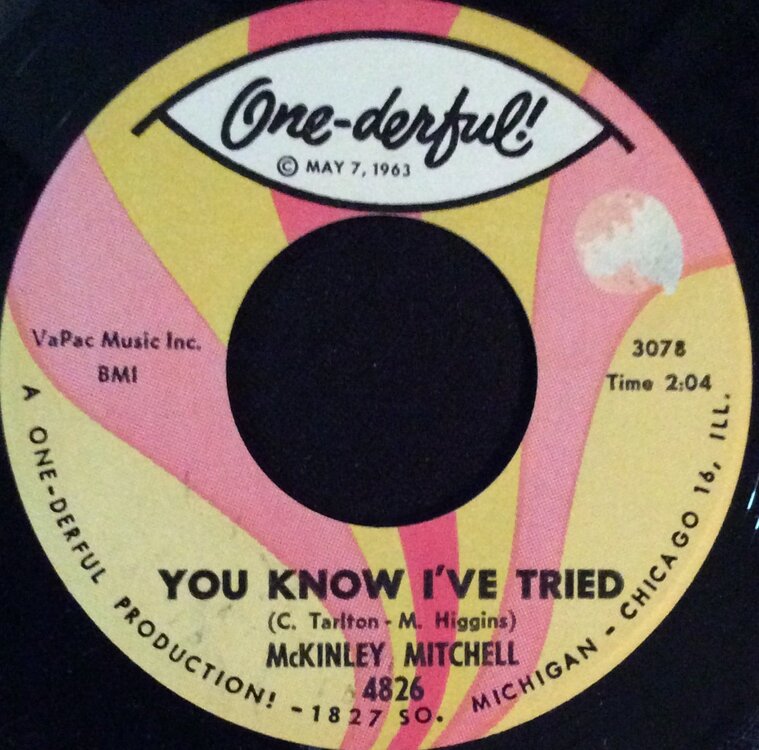 One-derful!
© MAY 7, 1963
VaPac Music Inc.
BMI
3078
Time 2:04
YOU KNOW I'VE TRIED
(C. Tarlton - M. Higgins)
McKINLEY MITCHELL
4826
A ONE-DERFUL PRODUCTION! - 1827 SO. MICHIGAN - CHICAGO 16, ILL.